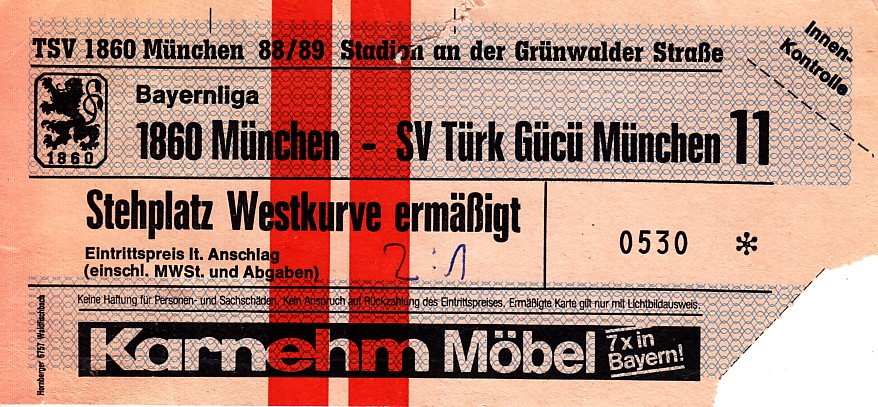 TSV 1860 München 88/89 Stadion an der Grünwalder Straße
Innen-
Kontrolle
Bayernliga
1860 München - SV Türk Gücü München 11
1860
Stehplatz Westkurve ermäßigt
Eintrittspreis lt. Anschlag
(einschl. MWSt. und Abgaben)
2:1
0530 *
Keine Haftung für Personen- und Sachschäden. Kein Anspruch auf Rückzahlung des Eintrittspreises. Ermäßigte Karte gilt nur mit Lichtbildausweis.
Karnehm Möbel
7x in
Bayern!
Hornberger 6757 Waldfischbach